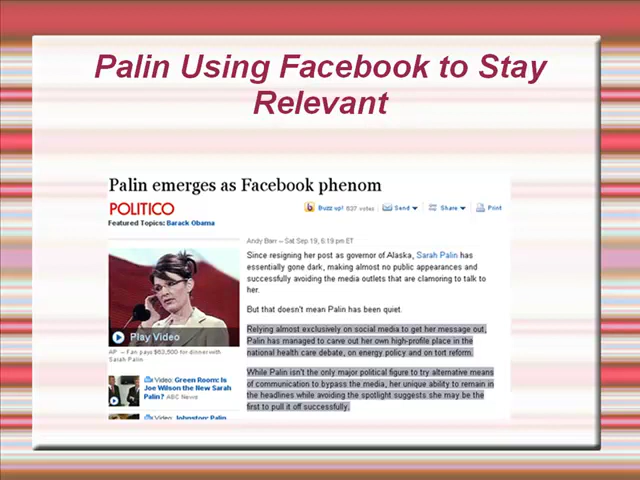 Palin Using Facebook to Stay
Relevant
Palin emerges as Facebook phenom
POLITICO
Buzz up! 627 votes
Send
Share
Print
Featured Topics: Barack Obama
Play Video
AP – Fan pays $63,500 for dinner with
Sarah Palin
Video: Green Room: Is
Joe Wilson the New Sarah
Palin? ABC News
Video: Johnston: Palin
Andy Barr – Sat Sep 19, 6:19 pm ET
Since resigning her post as governor of Alaska, Sarah Palin has
essentially gone dark, making almost no public appearances and
successfully avoiding the media outlets that are clamoring to talk to
her.
But that doesn't mean Palin has been quiet.
Relying almost exclusively on social media to get her message out,
Palin has managed to carve out her own high-profile place in the
national health care debate, on energy policy and on tort reform.
While Palin isn't the only major political figure to try alternative means
of communication to bypass the media, her unique ability to remain in
the headlines while avoiding the spotlight suggests she may be the
first to pull it off successfully.